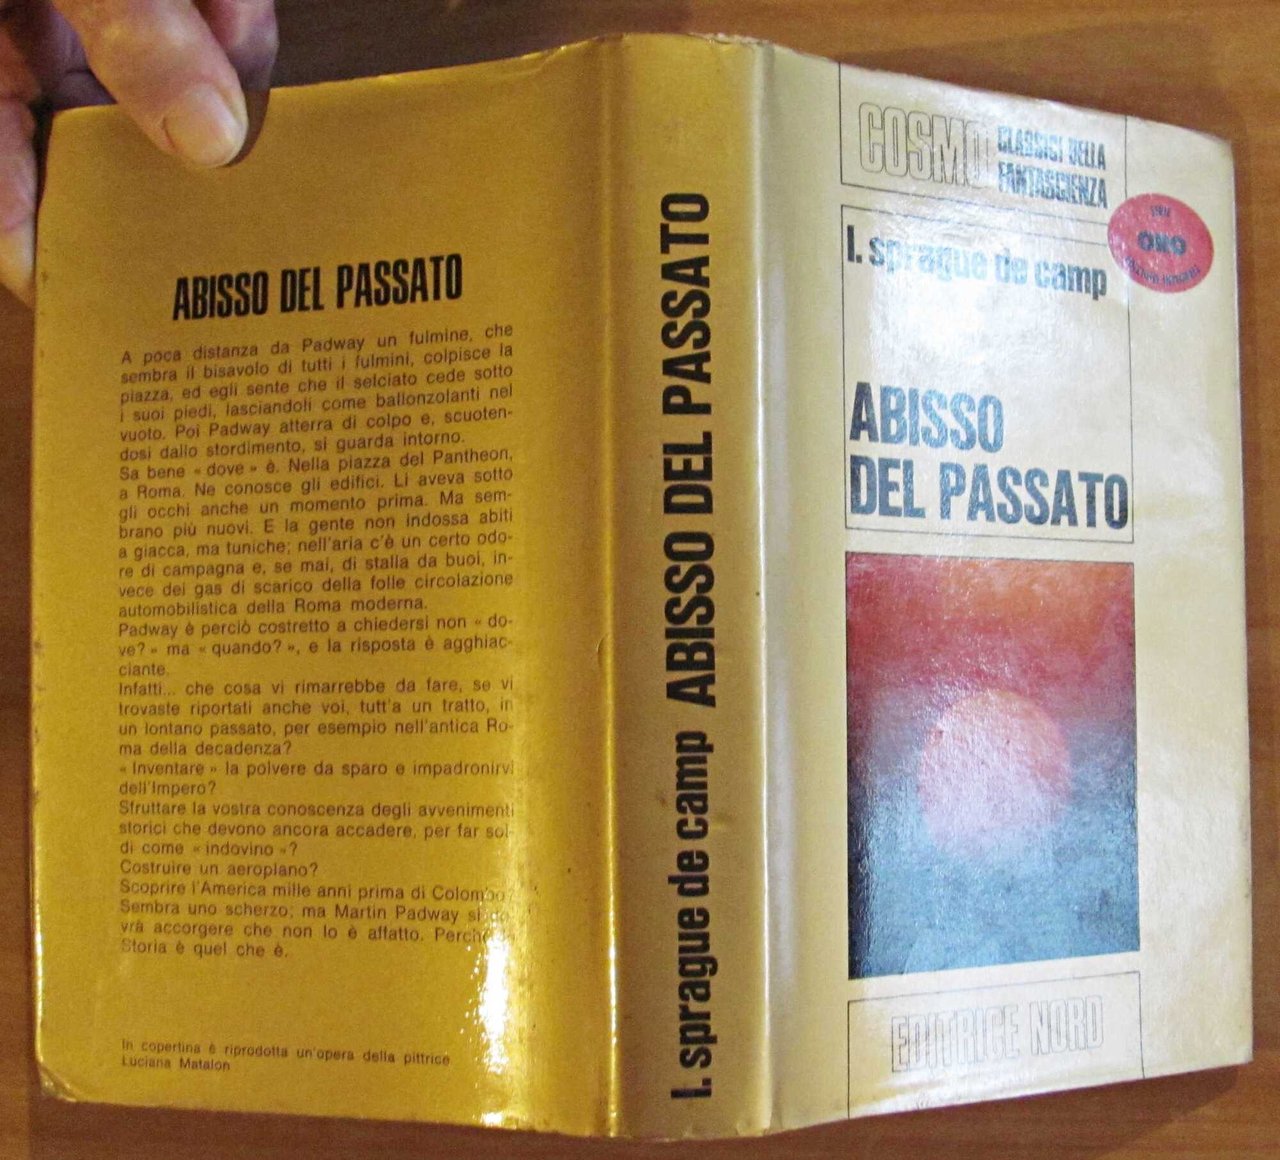 ABISSO DEL PASSATO
A poca distanza da Padway un fulmine, che
sembra il bisavolo di tutti i fulmini, colpisce la
piazza, ed egli sente che il selciato cede sotto
i suoi piedi, lasciandoli come ballonzolanti nel
vuoto. Poi Padway atterra di colpo e, scuoten-
dosi dallo stordimento, si guarda intorno.
Sa bene « dove » è. Nella piazza del Pantheon,
a Roma. Ne conosce gli edifici. Li aveva sotto
gli occhi anche un momento prima. Ma sem-
brano più nuovi. E la gente non indossa abiti
a giacca, ma tuniche; nell'aria c'è un certo odo-
re di campagna e, se mai, di stalla da buoi, in-
vece dei gas di scarico della folle circolazione
automobilistica della Roma moderna.
Padway è perciò costretto a chiedersi non « do-
ve? » ma « quando? », e la risposta è agghiac-
ciante.
Infatti... che cosa vi rimarrebbe da fare, se vi
trovaste riportati anche voi, tutt'a un tratto, in
un lontano passato, per esempio nell'antica Ro-
ma della decadenza?
« Inventare » la polvere da sparo e impadronirvi
dell'Impero?
Sfruttare la vostra conoscenza degli avvenimenti
storici che devono ancora accadere, per far sol-
di come « indovino »?
Costruire un aeroplano?
Scoprire l'America mille anni prima di Colombo?
Sembra uno scherzo; ma Martin Padway si do-
vrà accorgere che non lo è affatto. Perché
Storia è quel che è.
In copertina è riprodotta un'opera della pittrice
Luciana Matalon
l. sprague de camp ABISSO DEL PASSATO
COSMO CLASSICI DELLA
FANTASCIENZA
SERIE
ORO
l. sprague de camp
ABISSO
DEL PASSATO
EDITRICE NORD